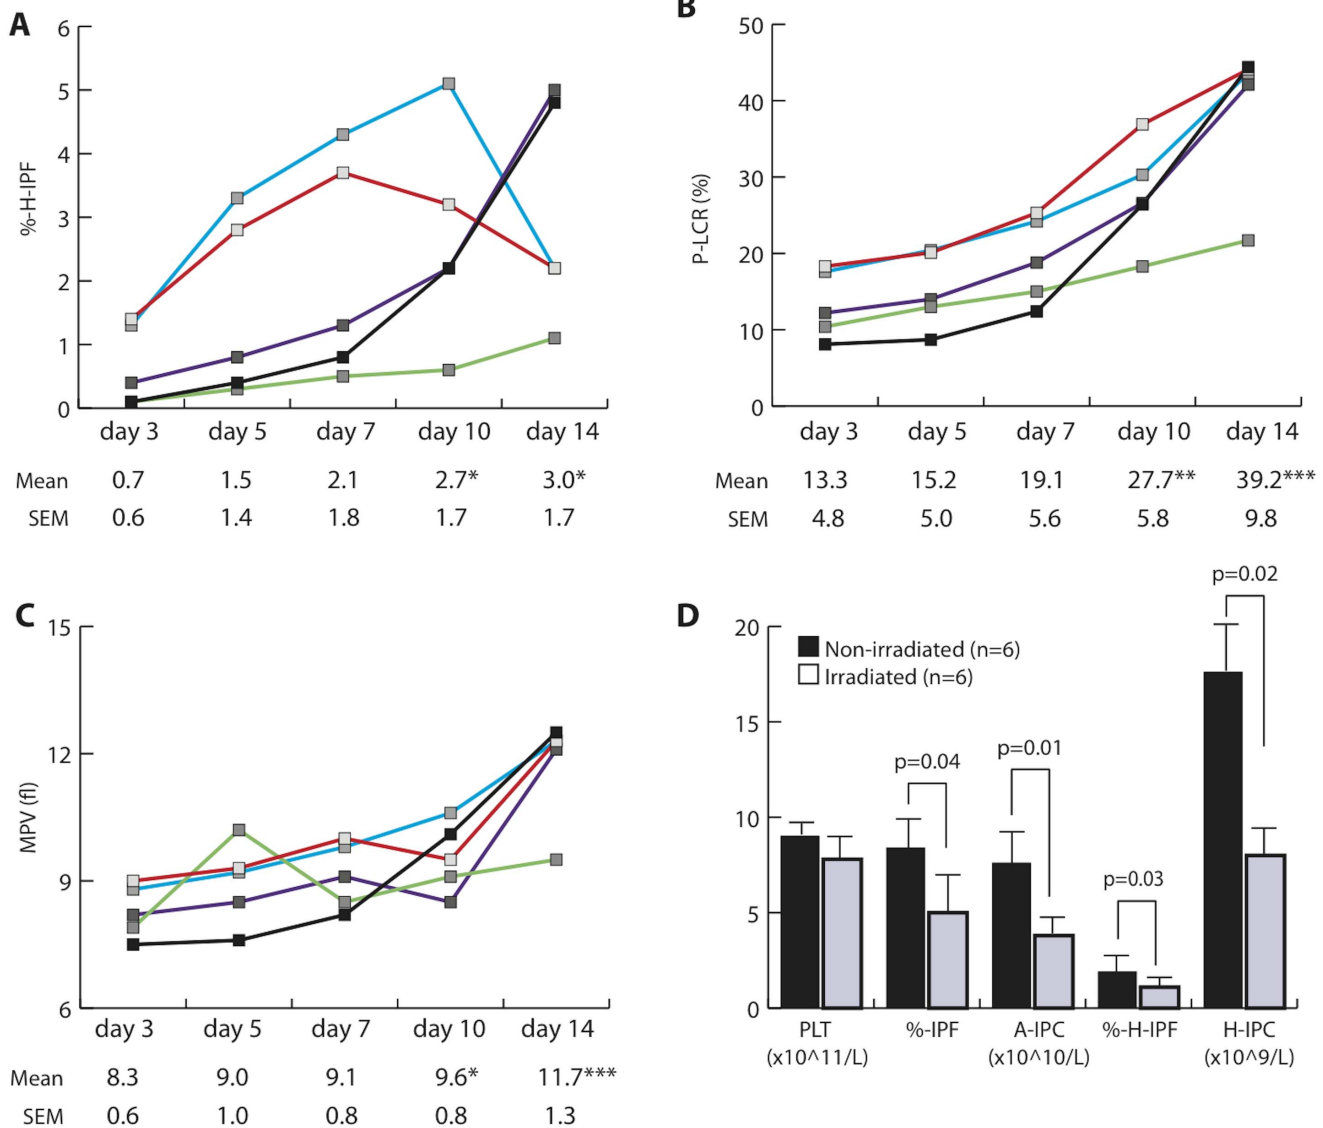 A
6
5
4
3
2
1
0
%-H-IPF
day 3 day 5 day 7 day 10 day 14
Mean 0.7 1.5 2.1 2.7* 3.0*
SEM 0.6 1.4 1.8 1.7 1.7
B
50
40
30
20
10
0
P-LCR (%)
day 3 day 5 day 7 day 10 day 14
Mean 13.3 15.2 19.1 27.7** 39.2***
SEM 4.8 5.0 5.6 5.8 9.8
C
15
12
9
6
MPV (fl)
day 3 day 5 day 7 day 10 day 14
Mean 8.3 9.0 9.1 9.6* 11.7***
SEM 0.6 1.0 0.8 0.8 1.3
D
20
15
10
5
0
Non-irradiated (n=6)
Irradiated (n=6)
p=0.04
p=0.01
p=0.03
p=0.02
PLT %-IPF A-IPC %-H-IPF H-IPC
(x10^11/L) (x10^10/L) (x10^9/L)